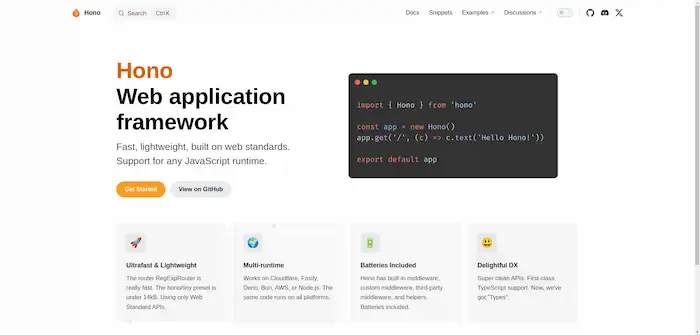 Hono
Search Ctrl K
Docs Snippets Examples Discussions
Hono
Web application
framework
Fast, lightweight, built on web standards.
Support for any JavaScript runtime.
Get Started
View on GitHub
import { Hono } from 'hono'
const app = new Hono()
app.get('/', (c) => c.text('Hello Hono!'))
export default app
Ultrafast & Lightweight
The router RegExpRouter is
really fast. The hono/tiny preset is
under 14kB. Using only Web
Standard APIs.
Multi-runtime
Works on Cloudflare, Fastly,
Deno, Bun, AWS, or Node.js. The
same code runs on all platforms.
Batteries Included
Hono has built-in middleware,
custom middleware, third-party
middleware, and helpers.
Batteries included.
Delightful DX
Super clean APIs. First-class
TypeScript support. Now, we've
got "Types".